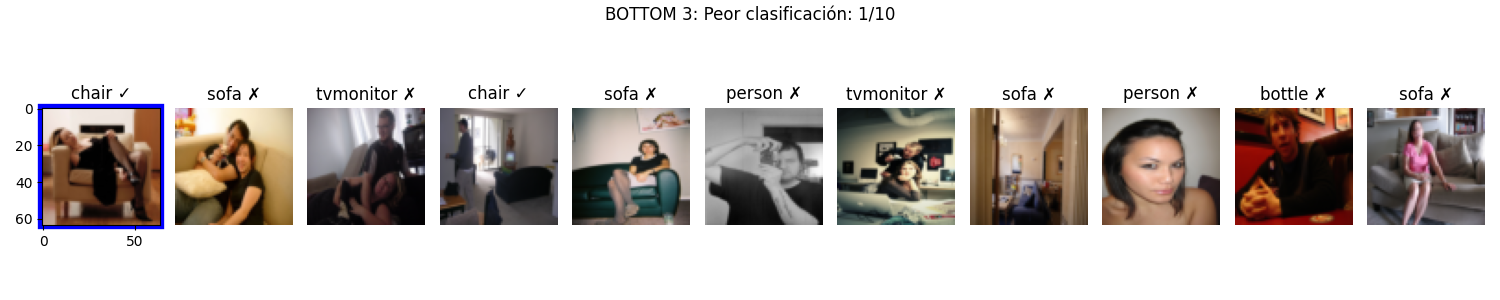 BOTTOM 3: Peor clasificación: 1/10
chair ✓ sofa ✗ tvmonitor ✗ chair ✓ sofa ✗ person ✗ tvmonitor ✗ sofa ✗ person ✗ bottle ✗ sofa ✗
0
20
40
60
0 50